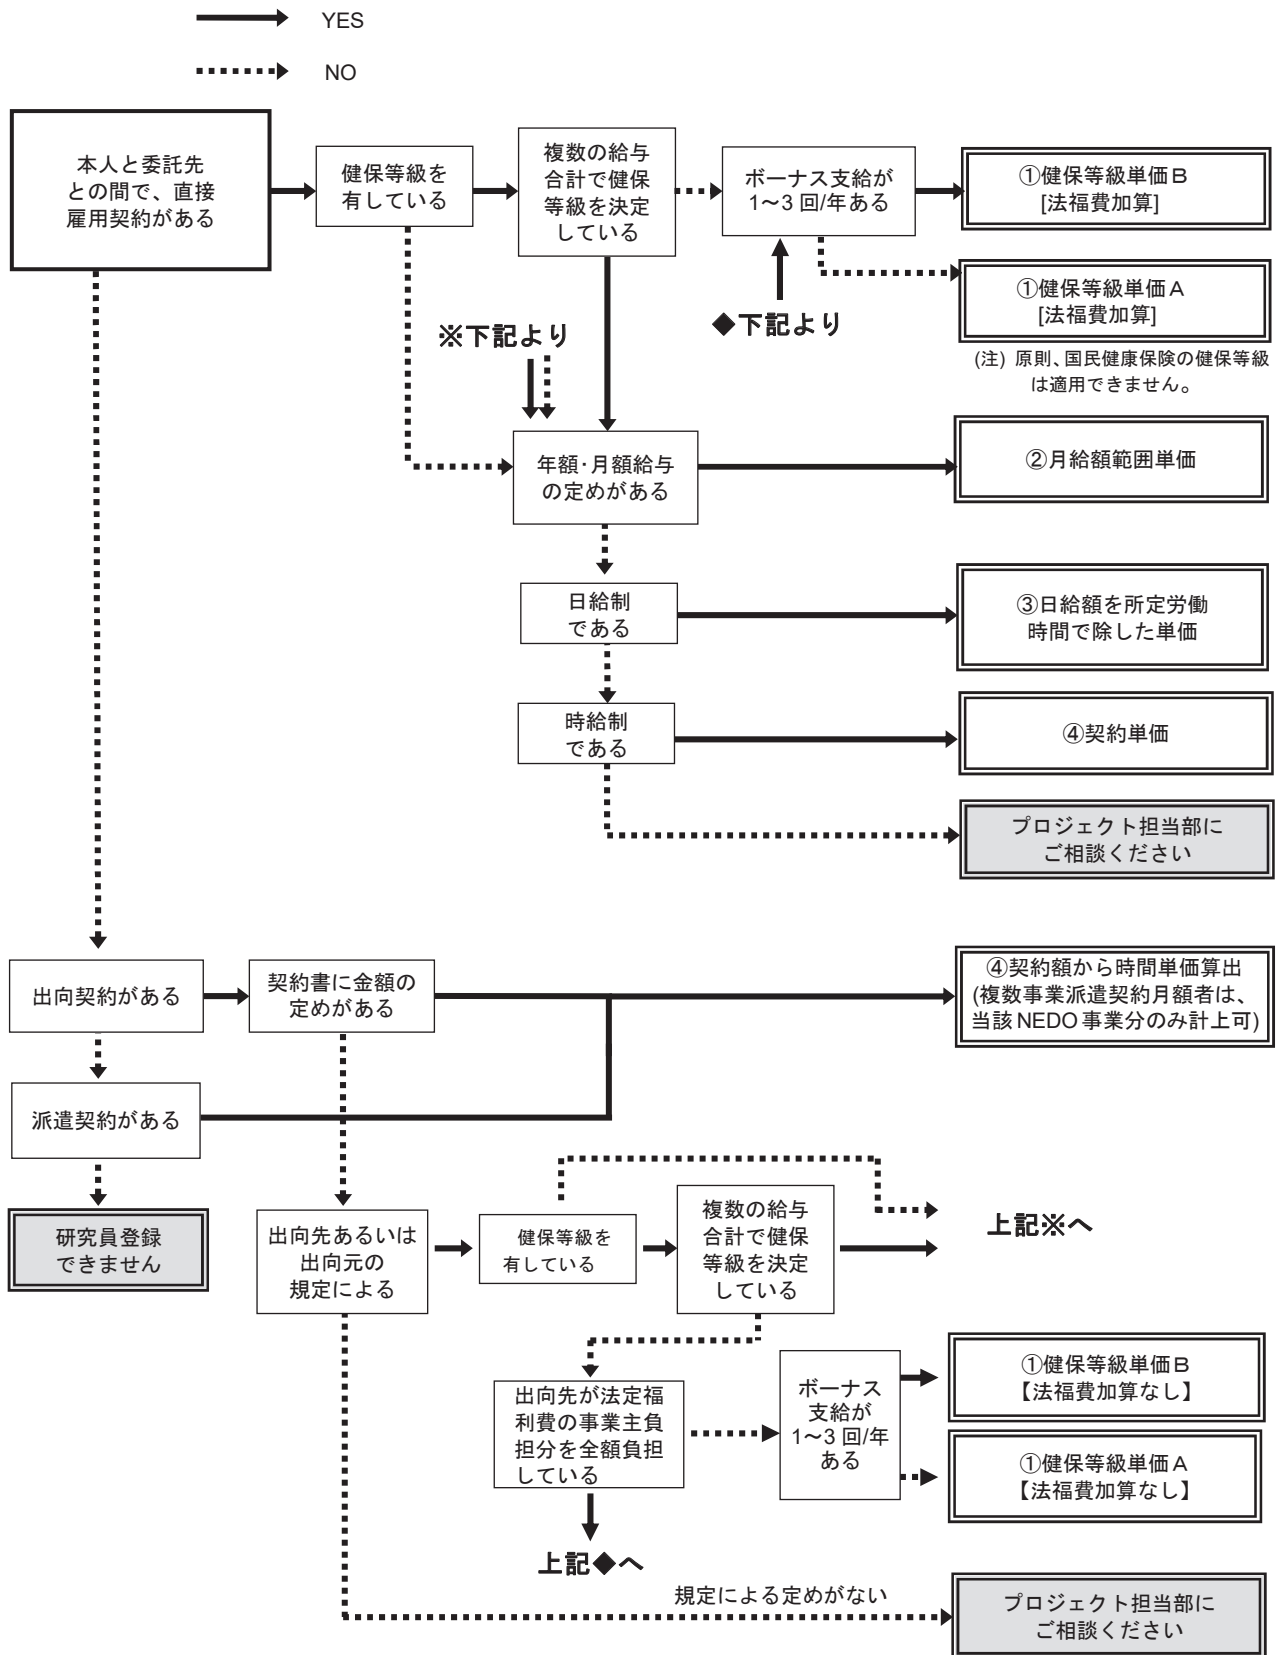 YES
NO
本人と委託先
との間で、直接
雇用契約がある
健保等級を
有している
複数の給与
合計で健保
等級を決定
している
ボーナス支給が
1～3 回/年ある
①健保等級単価B
[法福費加算]
①健保等級単価A
[法福費加算]
(注) 原則、国民健康保険の健保等級
は適用できません。
※下記より
◆下記より
年額･月額給与
の定めがある
②月給額範囲単価
日給制
である
③日給額を所定労働
時間で除した単価
時給制
である
④契約単価
プロジェクト担当部に
ご相談ください
出向契約がある
契約書に金額の
定めがある
④契約額から時間単価算出
(複数事業派遣契約月額者は、
当該 NEDO 事業分のみ計上可)
派遣契約がある
研究員登録
できません
出向先あるいは
出向元の
規定による
健保等級を
有している
複数の給与
合計で健保
等級を決定
している
上記※へ
出向先が法定福
利費の事業主負
担分を全額負担
している
ボーナス
支給が
1～3 回/年
ある
①健保等級単価B
【法福費加算なし】
①健保等級単価A
【法福費加算なし】
上記◆へ
規定による定めがない
プロジェクト担当部に
ご相談ください